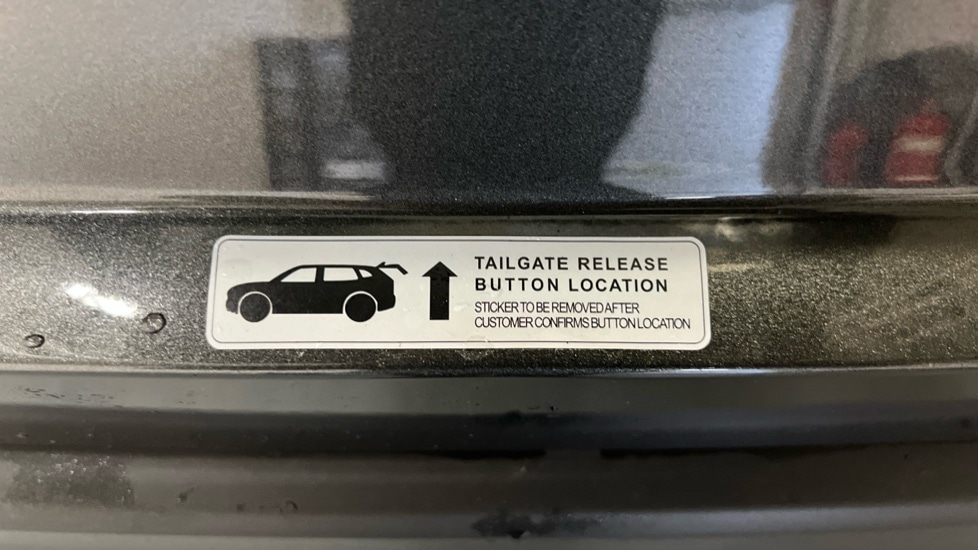 TAILGATE RELEASE
BUTTON LOCATION
STICKER TO BE REMOVED AFTER
CUSTOMER CONFIRMS BUTTON LOCATION